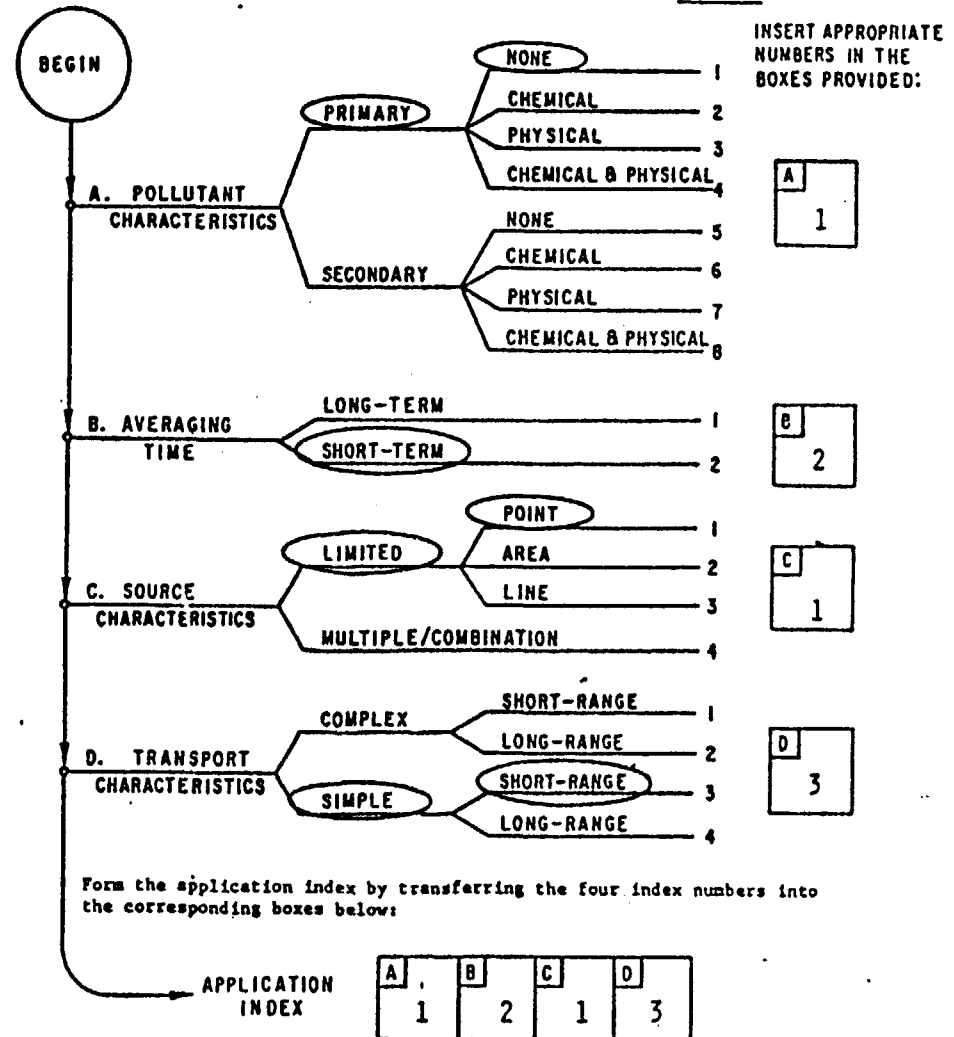 INSERT APPROPRIATE
NUMBERS IN THE
BOXES PROVIDED:
BEGIN
NONE 1
CHEMICAL 2
PRIMARY
PHYSICAL 3
CHEMICAL & PHYSICAL 4
A. POLLUTANT
CHARACTERISTICS
A
1
NONE 5
CHEMICAL 6
SECONDARY
PHYSICAL 7
CHEMICAL & PHYSICAL 8
B. AVERAGING
TIME
LONG-TERM 1
SHORT-TERM 2
B
2
POINT 1
LIMITED
AREA 2
LINE 3
C. SOURCE
CHARACTERISTICS
MULTIPLE/COMBINATION 4
C
1
SHORT-RANGE 1
COMPLEX
LONG-RANGE 2
D. TRANSPORT
CHARACTERISTICS
SHORT-RANGE 3
SIMPLE
LONG-RANGE 4
D
3
Form the application index by transferring the four index numbers into
the corresponding boxes below:
APPLICATION
INDEX
A B C D
1 2 1 3